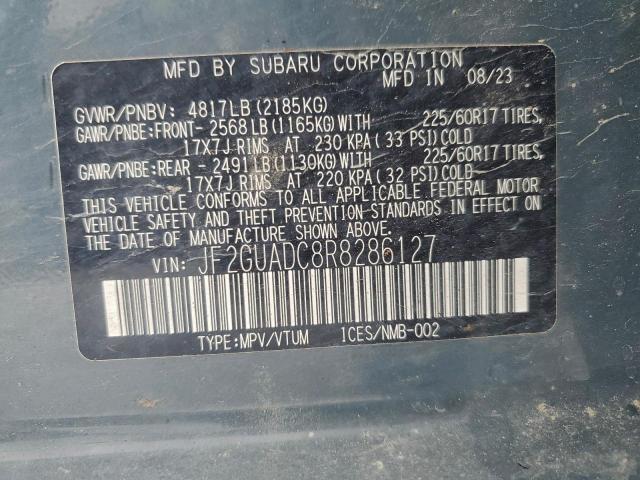 MFD BY SUBARU CORPORATION
MFD IN 08/23
GVWR/PNBV: 4817LB (2185KG)
GAWR/PNBE:FRONT- 2568LB (1165KG)WITH 225/60R17 TIRES,
17X7J RIMS AT 230 KPA (33 PSI) COLD
GAWR/PNBE:REAR - 2491LB (1130KG)WITH 225/60R17 TIRES,
17X7J RIMS AT 220 KPA (32 PSI) COLD
THIS VEHICLE CONFORMS TO ALL APPLICABLE FEDERAL MOTOR
VEHICLE SAFETY AND THEFT PREVENTION STANDARDS IN EFFECT ON
THE DATE OF MANUFACTURE SHOWN ABOVE.
VIN: JF2GUADC8R8286127
TYPE:MPV/VTUM ICES/NMB-002